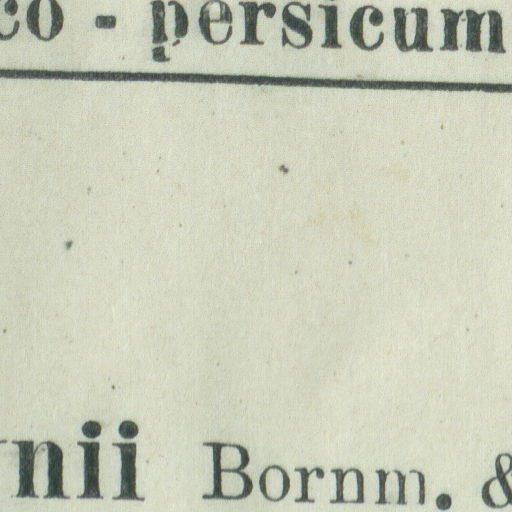 co - persicum
nii Bornm. &